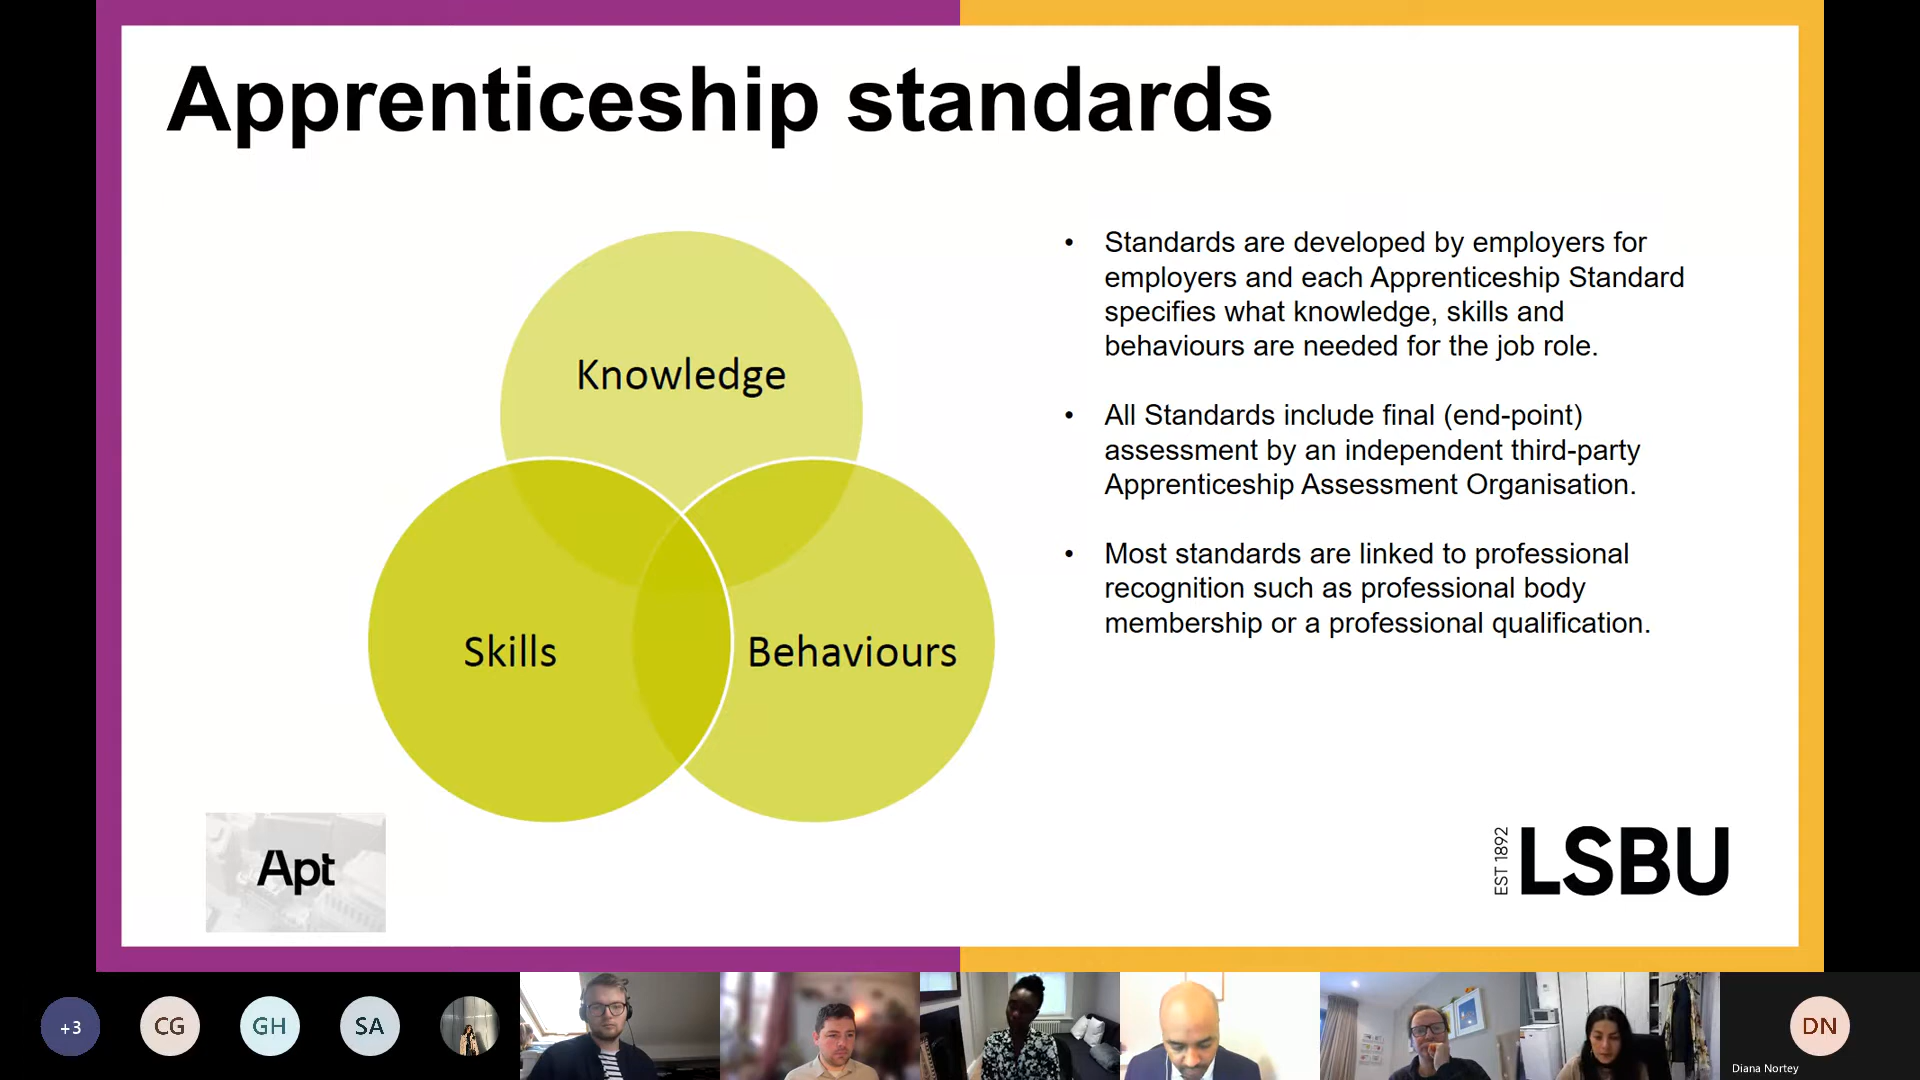 Apprenticeship standards
Knowledge
Skills
Behaviours
• Standards are developed by employers for
employers and each Apprenticeship Standard
specifies what knowledge, skills and
behaviours are needed for the job role.
• All Standards include final (end-point)
assessment by an independent third-party
Apprenticeship Assessment Organisation.
• Most standards are linked to professional
recognition such as professional body
membership or a professional qualification.
Apt
EST 1892
LSBU
+3
CG
GH
SA
DN
Diana Nortey